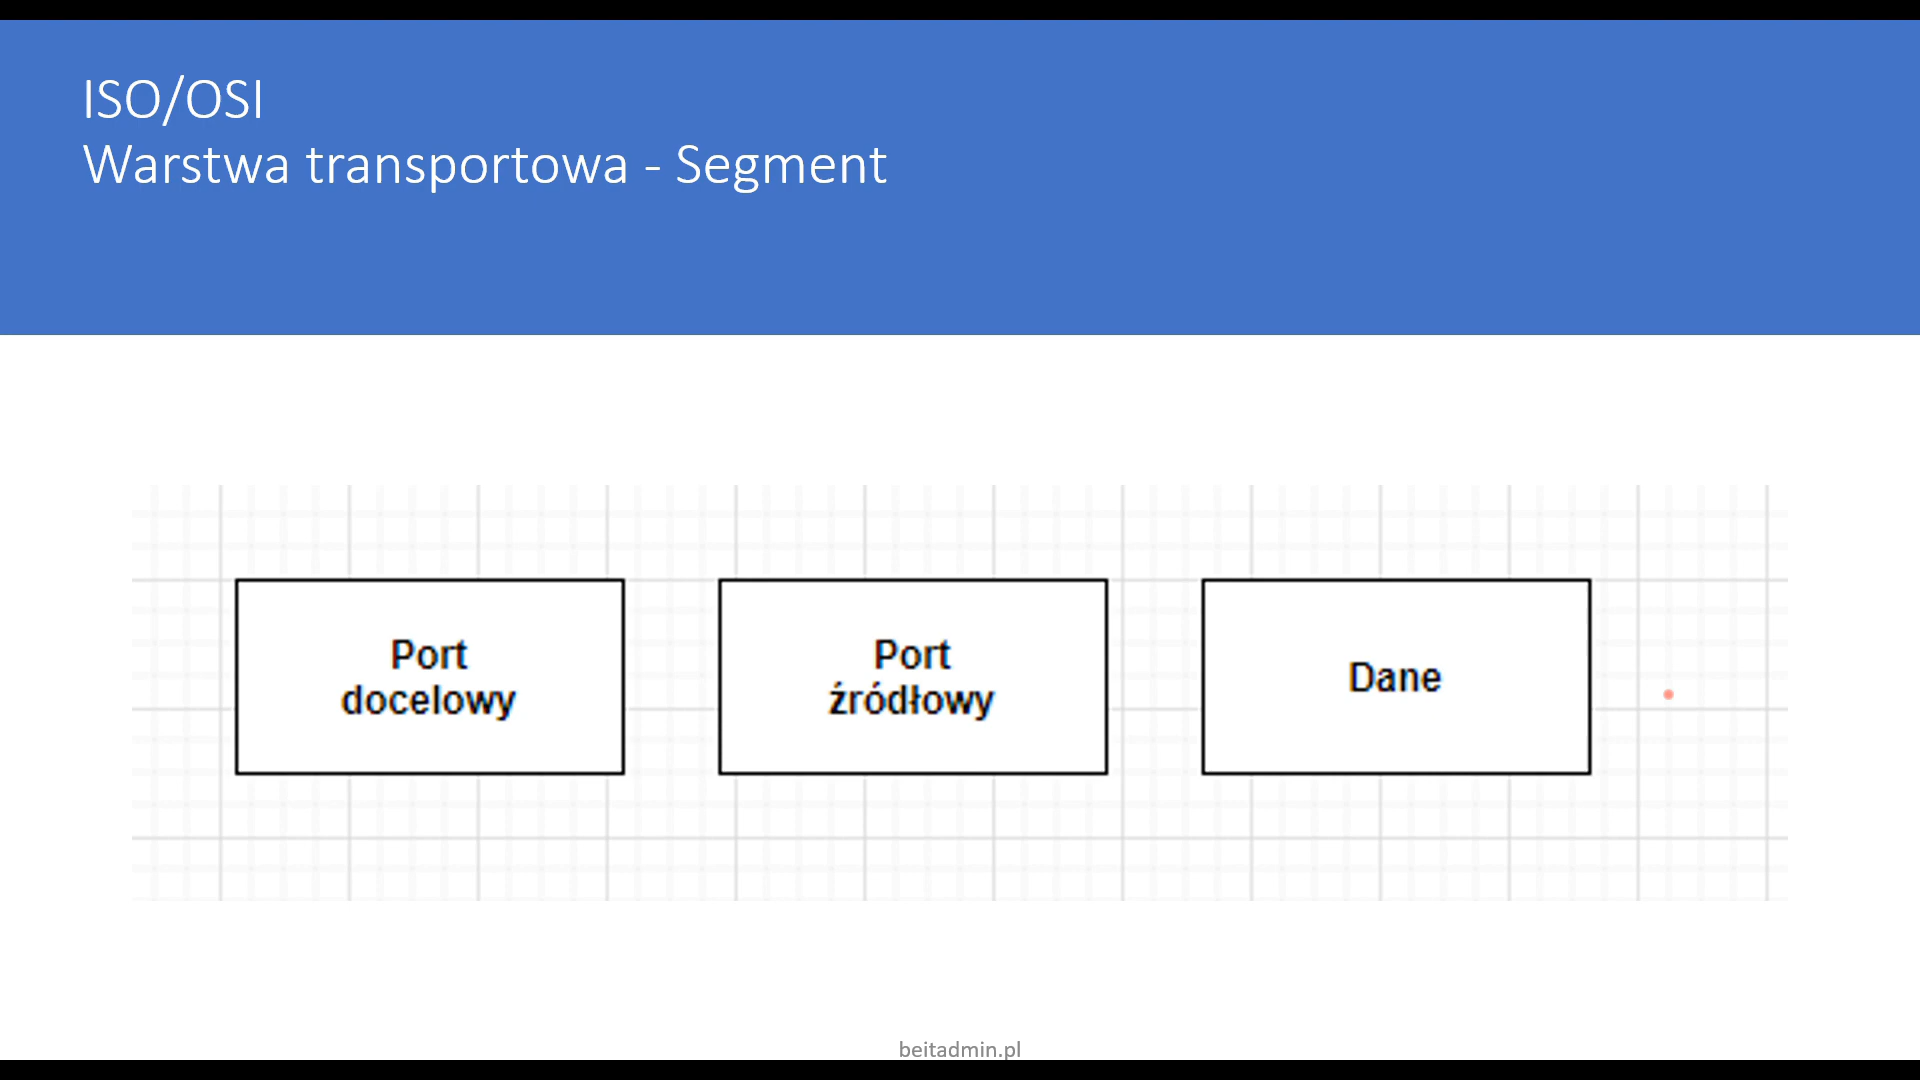 ISO/OSI
Warstwa transportowa - Segment
Port
docelowy
Port
źródłowy
Dane
beitadmin.pl